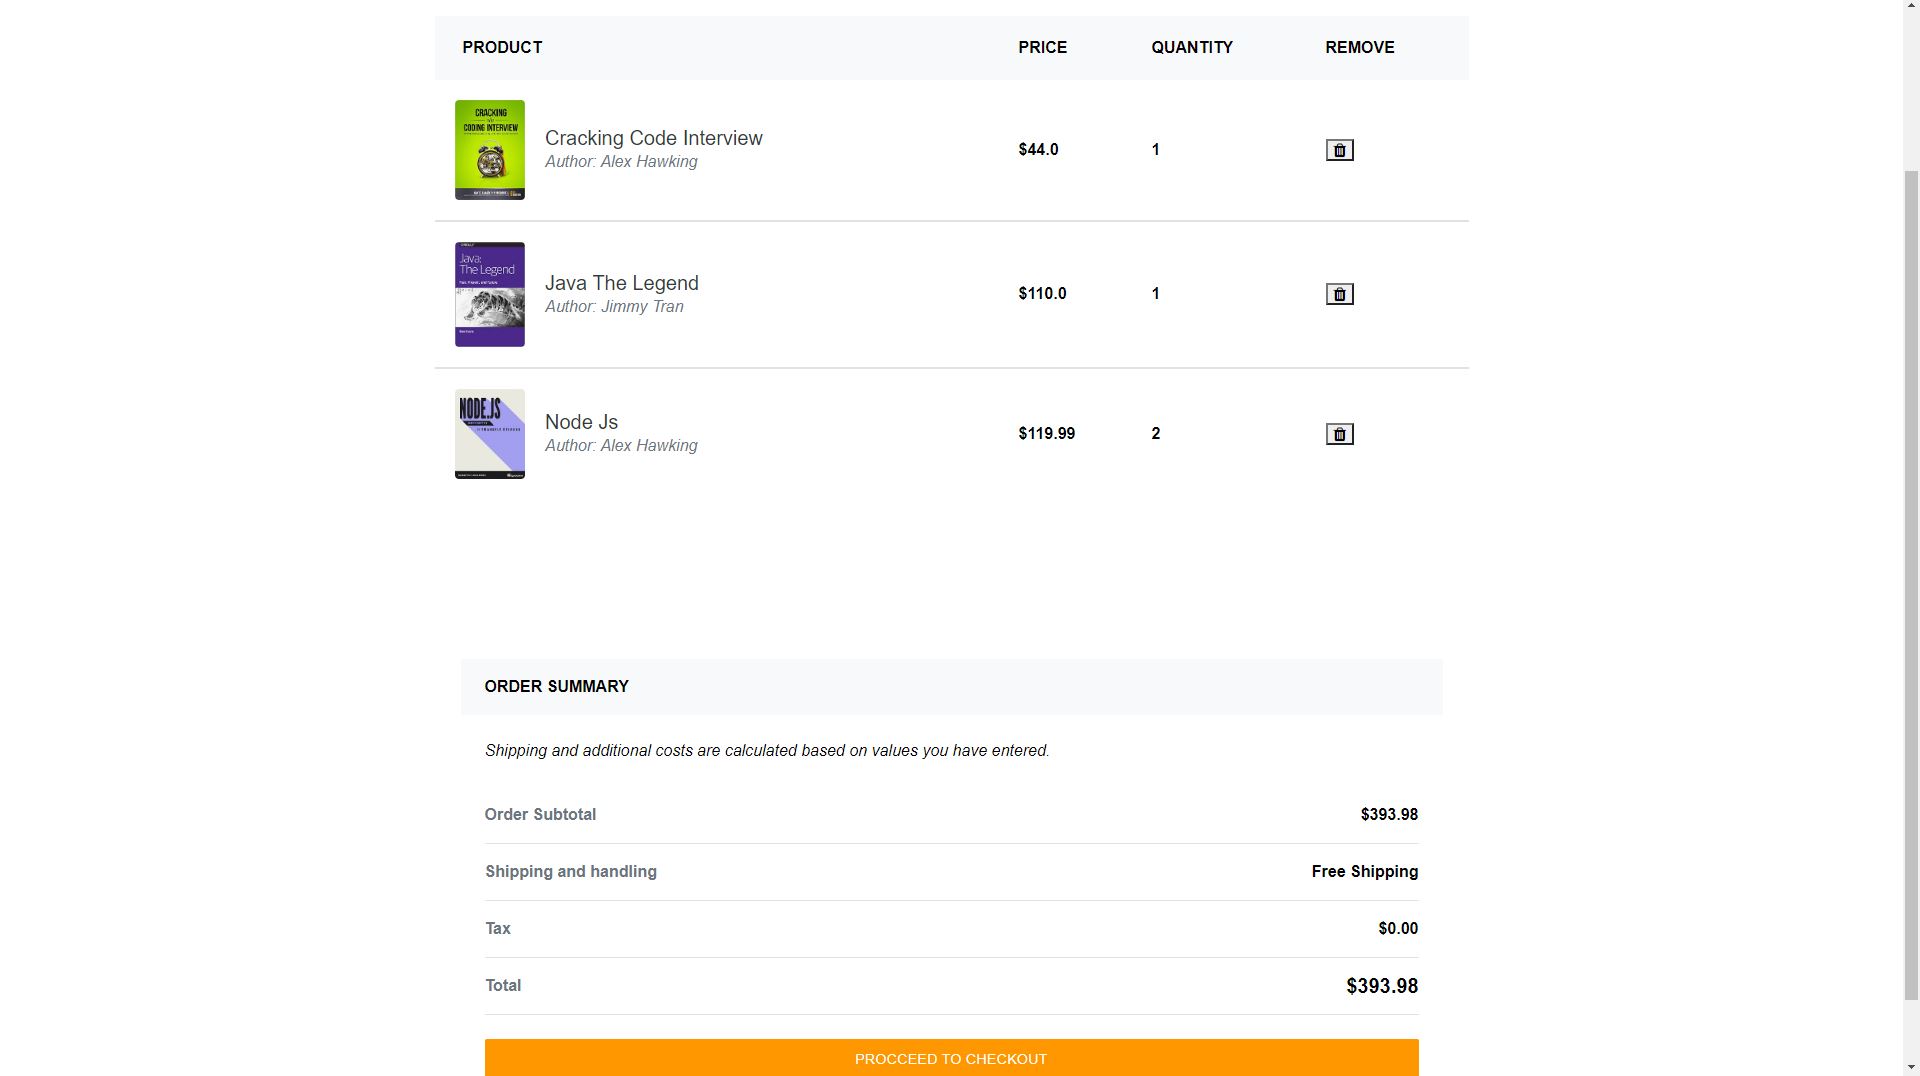 PRODUCT PRICE QUANTITY REMOVE
CRACKING
CODING INTERVIEW
Cracking Code Interview
Author: Alex Hawking
$44.0 1
Java:
The Legend
Java The Legend
Author: Jimmy Tran
$110.0 1
NODE.JS
Node Js
Author: Alex Hawking
$119.99 2
ORDER SUMMARY
Shipping and additional costs are calculated based on values you have entered.
Order Subtotal $393.98
Shipping and handling Free Shipping
Tax $0.00
Total $393.98
PROCCEED TO CHECKOUT